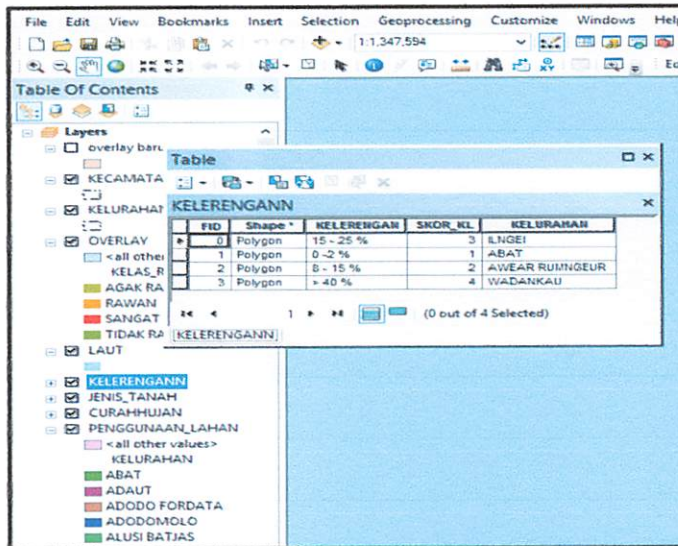 File Edit View Bookmarks Insert Selection Geoprocessing Customize Windows Help
1:1,347,594
Table Of Contents
Layers
overlay baru
KECAMATA
KELURAHAN
OVERLAY
<all other
KELAS_R
AGAK RA
RAWAN
SANGAT
TIDAK RA
LAUT
KELERENGANN
JENIS_TANAH
CURAHHUJAN
PENGGUNAAN_LAHAN
<all other values>
KELURAHAN
ABAT
ADAUT
ADODO FORDATA
ADODOMOLO
ALUSI BATJAS
Table
KELERENGANN
FID Shape * KELERENGAN SKOR_KL KELURAHAN
0 Polygon 15 - 25 % 3 ILNGEI
1 Polygon 0 -2 % 1 ABAT
2 Polygon 8 - 15 % 2 AWEAR RUMNGEUR
3 Polygon > 40 % 4 WADANKAU
1 (0 out of 4 Selected)
KELERENGANN